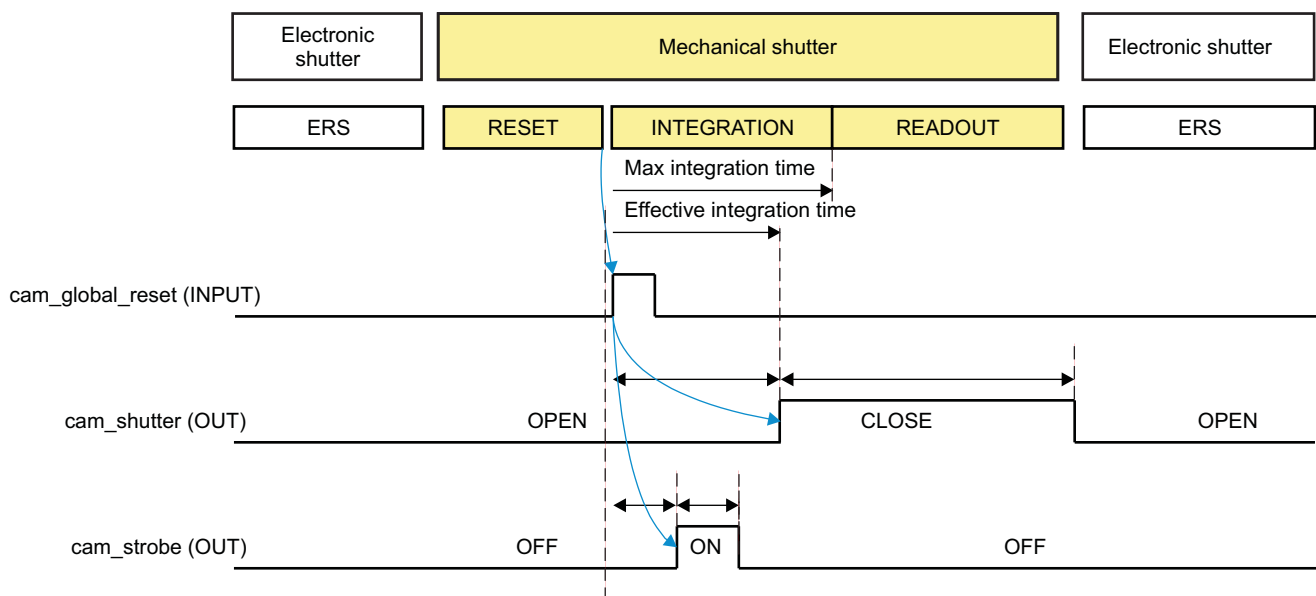 Electronic
shutter
Mechanical shutter
Electronic shutter
ERS
RESET
INTEGRATION
READOUT
ERS
Max integration time
Effective integration time
cam_global_reset (INPUT)
cam_shutter (OUT)
OPEN
CLOSE
OPEN
cam_strobe (OUT)
OFF
ON
OFF